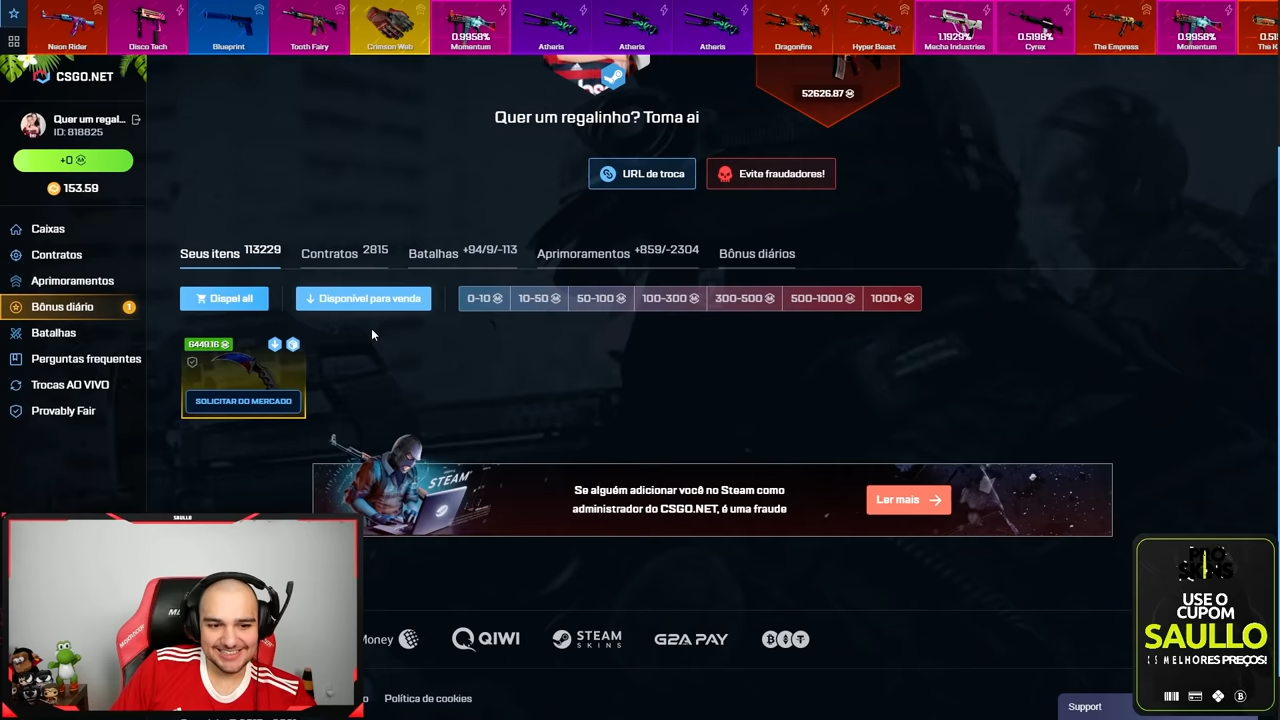 Neon Rider
Disco Tech
Blueprint
Tooth Fairy
Crimson Web
0.9958%
Momentum
Atheris
Atheris
Atheris
Dragonfire
Hyper Beast
1.1929%
Mecha Industries
0.5198%
Cyrex
The Empress
0.9958%
Momentum
CSGO.NET
Quer um regal...
ID: 818825
+0
153.59
Caixas
Contratos
Aprimoramentos
Bônus diário 1
Batalhas
Perguntas frequentes
Trocas AO VIVO
Provably Fair
52626.87
Quer um regalinho? Toma ai
URL de troca
Evite fraudadores!
Seus itens 113229
Contratos 2815
Batalhas +94/9/-113
Aprimoramentos +859/-2304
Bônus diários
Dispel all
Disponível para venda
0-10
10-50
50-100
100-300
300-500
500-1000
1000+
6449.16
SOLICITAR DO MERCADO
STEAM
Se alguém adicionar você no Steam como
administrador do CSGO.NET, é uma fraude
Ler mais
SAULLO
Money
QIWI
STEAM
SKINS
G2A PAY
Política de cookies
PRO
SKINS
USE O
CUPOM
SAULLO
MELHORES PREÇOS!
Support